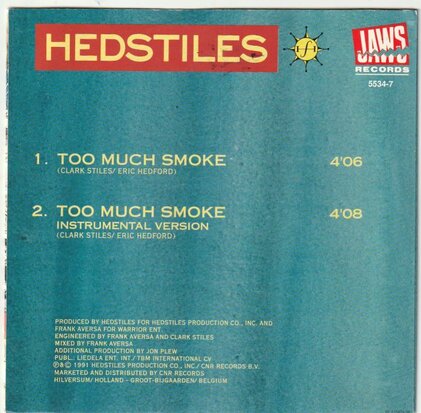 HEDSTILES
JAWS
RECORDS
5534-7
1. TOO MUCH SMOKE 4'06
(CLARK STILES/ ERIC HEDFORD)
2. TOO MUCH SMOKE 4'08
INSTRUMENTAL VERSION
(CLARK STILES/ ERIC HEDFORD)
PRODUCED BY HEDSTILES FOR HEDSTILES PRODUCTION CO., INC. AND
FRANK AVERSA FOR WARRIOR ENT.
ENGINEERED BY FRANK AVERSA AND CLARK STILES
MIXED BY FRANK AVERSA
ADDITIONAL PRODUCTION BY JON PLEW
PUBL.: LIEDELA ENT. INT./ TBM INTERNATIONAL CV
℗&© 1991 HEDSTILES PRODUCTION CO., INC./ CNR RECORDS B.V.
MARKETED AND DISTRIBUTED BY CNR RECORDS
HILVERSUM/ HOLLAND - GROOT-BIJGAARDEN/ BELGIUM